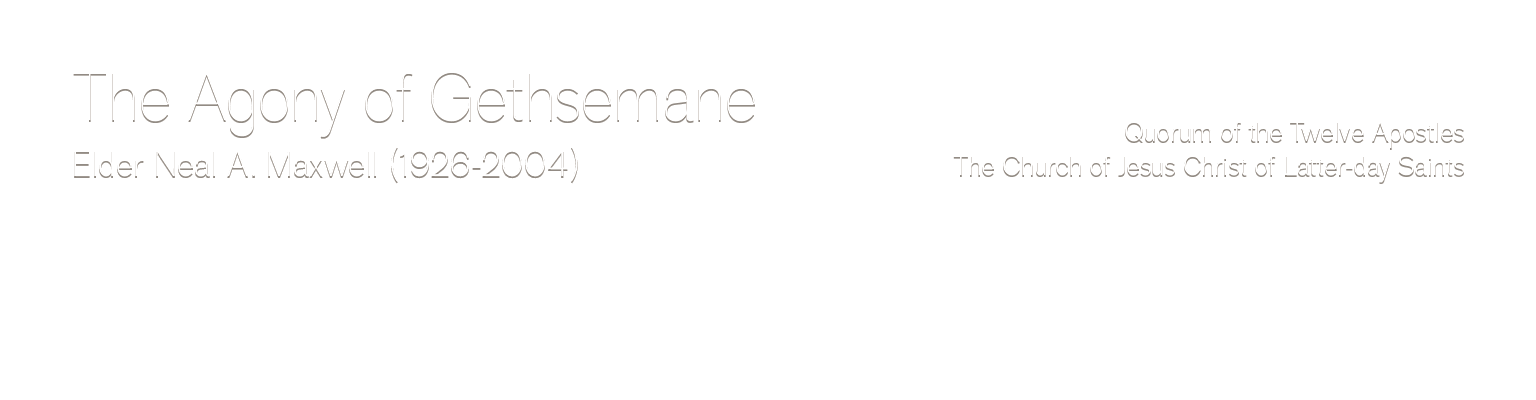 The Agony of Gethsemane
Elder Neal A. Maxwell (1926-2004)
Quorum of the Twelve Apostles
The Church of Jesus Christ of Latter-day Saints